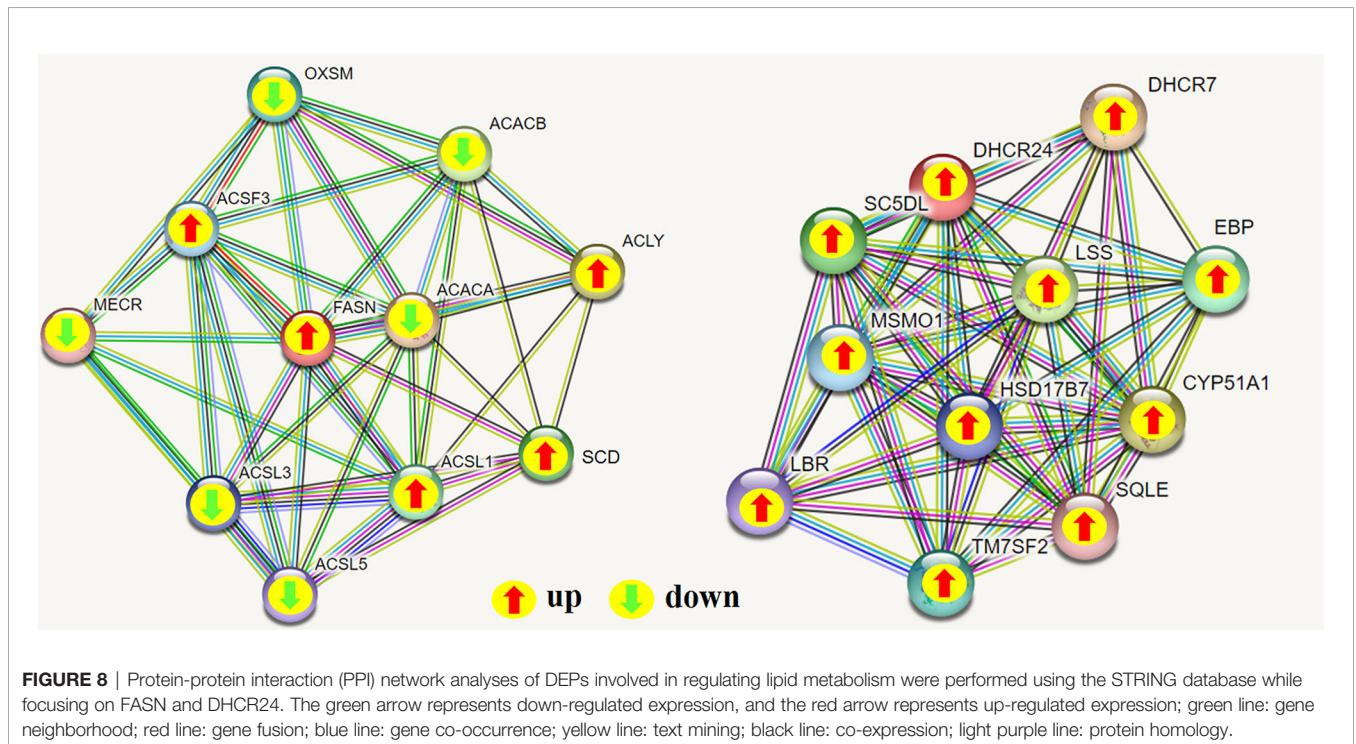 OXSM
ACACB
ACSF3
ACLY
MECR
FASN
ACACA
ACSL3
ACSL1
SCD
ACSL5
DHCR7
DHCR24
SC5DL
EBP
LSS
MSMO1
HSD17B7
CYP51A1
LBR
SQLE
TM7SF2
up down
FIGURE 8 | Protein-protein interaction (PPI) network analyses of DEPs involved in regulating lipid metabolism were performed using the STRING database while
focusing on FASN and DHCR24. The green arrow represents down-regulated expression, and the red arrow represents up-regulated expression; green line: gene
neighborhood; red line: gene fusion; blue line: gene co-occurrence; yellow line: text mining; black line: co-expression; light purple line: protein homology.